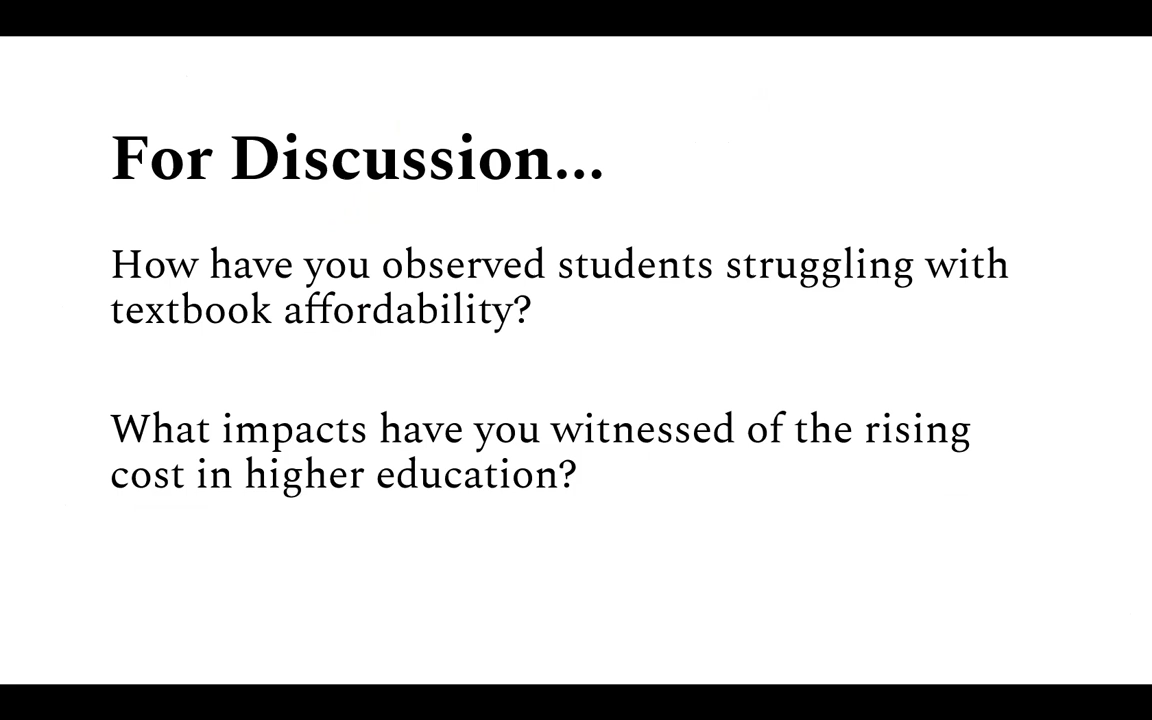 For Discussion...
How have you observed students struggling with
textbook affordability?
What impacts have you witnessed of the rising
cost in higher education?